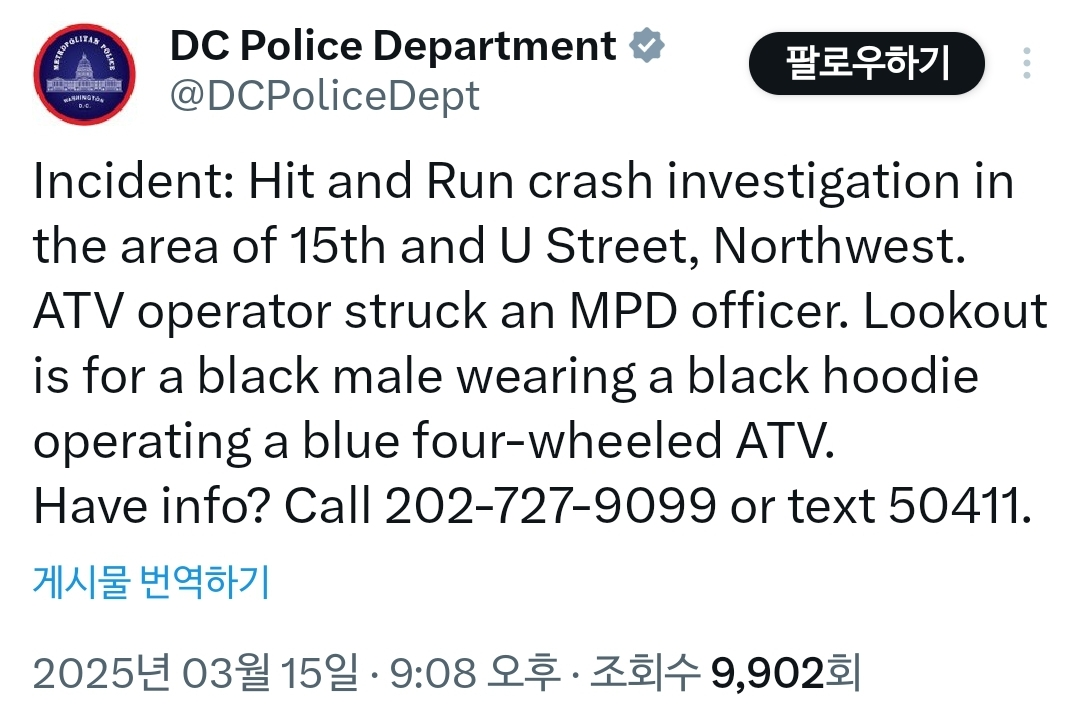 DC Police Department
@DCPoliceDept
팔로우하기
METROPOLITAN POLICE
WASHINGTON
D.C.
Incident: Hit and Run crash investigation in
the area of 15th and U Street, Northwest.
ATV operator struck an MPD officer. Lookout
is for a black male wearing a black hoodie
operating a blue four-wheeled ATV.
Have info? Call 202-727-9099 or text 50411.
게시물 번역하기
2025년 03월 15일 · 9:08 오후 · 조회수 9,902회